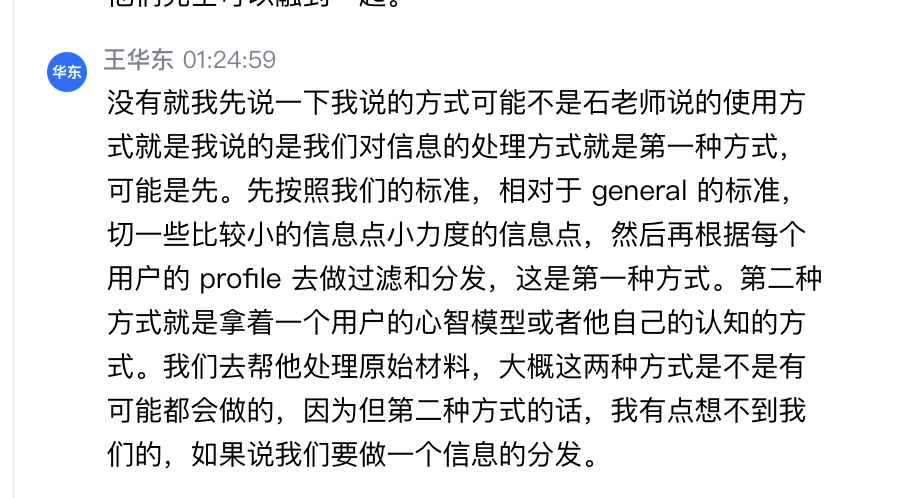 他们完全可以融到一起。
华东
王华东 01:24:59
没有就我先说一下我说的方式可能不是石老师说的使用方
式就是我说的是我们对信息的处理方式就是第一种方式，
可能是先。先按照我们的标准，相对于 general 的标准，
切一些比较小的信息点小力度的信息点，然后再根据每个
用户的 profile 去做过滤和分发，这是第一种方式。第二种
方式就是拿着一个用户的心智模型或者他自己的认知的方
式。我们去帮他处理原始材料，大概这两种方式是不是有
可能都会做的，因为但第二种方式的话，我有点想不到我
们的，如果说我们要做一个信息的分发。